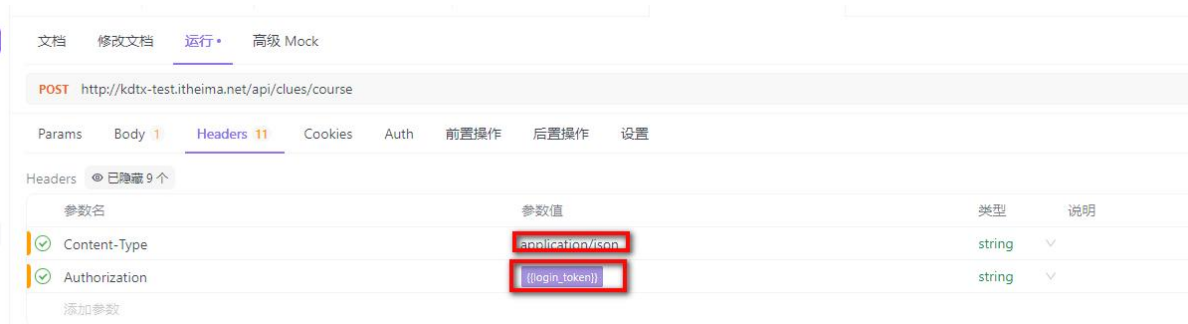 文档 修改文档 运行• 高级 Mock
POST http://kdtx-test.itheima.net/api/clues/course
Params Body 1 Headers 11 Cookies Auth 前置操作 后置操作 设置
Headers 已隐藏 9 个
参数名 参数值 类型 说明
Content-Type application/json string
Authorization {{login_token}} string
添加参数